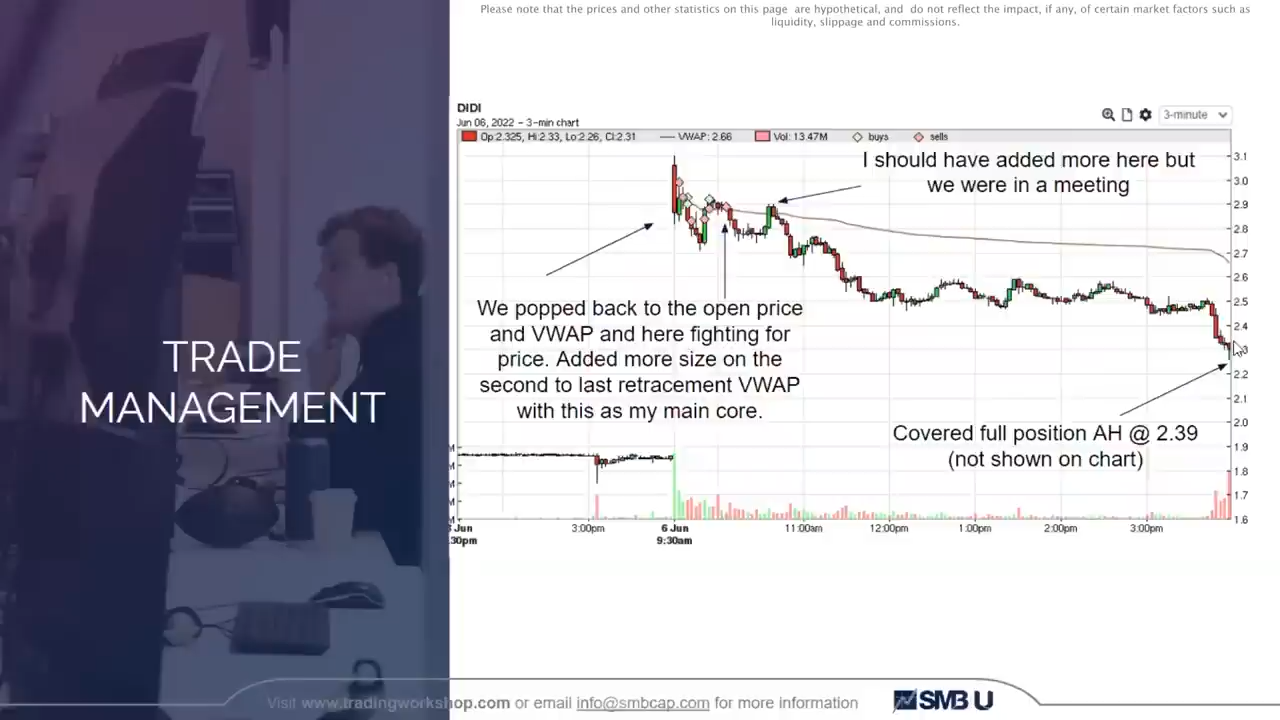 Please note that the prices and other statistics on this page are hypothetical, and do not reflect the impact, if any, of certain market factors such as
liquidity, slippage and commissions.
TRADE
MANAGEMENT
DIDI
Jun 06, 2022 - 3-min chart
3-minute
Op:2.325, Hi:2.33, Lo:2.26, Cl:2.31 VWAP: 2.66 Vol: 13.47M buys sells
I should have added more here but
we were in a meeting
We popped back to the open price
and VWAP and here fighting for
price. Added more size on the
second to last retracement VWAP
with this as my main core.
Covered full position AH @ 2.39
(not shown on chart)
3.1
3.0
2.9
2.8
2.7
2.6
2.5
2.4
2.2
2.1
2.0
1.9
1.8
1.7
1.6
Jun 3:00pm 6 Jun 11:00am 12:00pm 1:00pm 2:00pm 3:00pm
:30pm 9:30am
Visit www.tradingworkshop.com or email info@smbcap.com for more information
SMB U